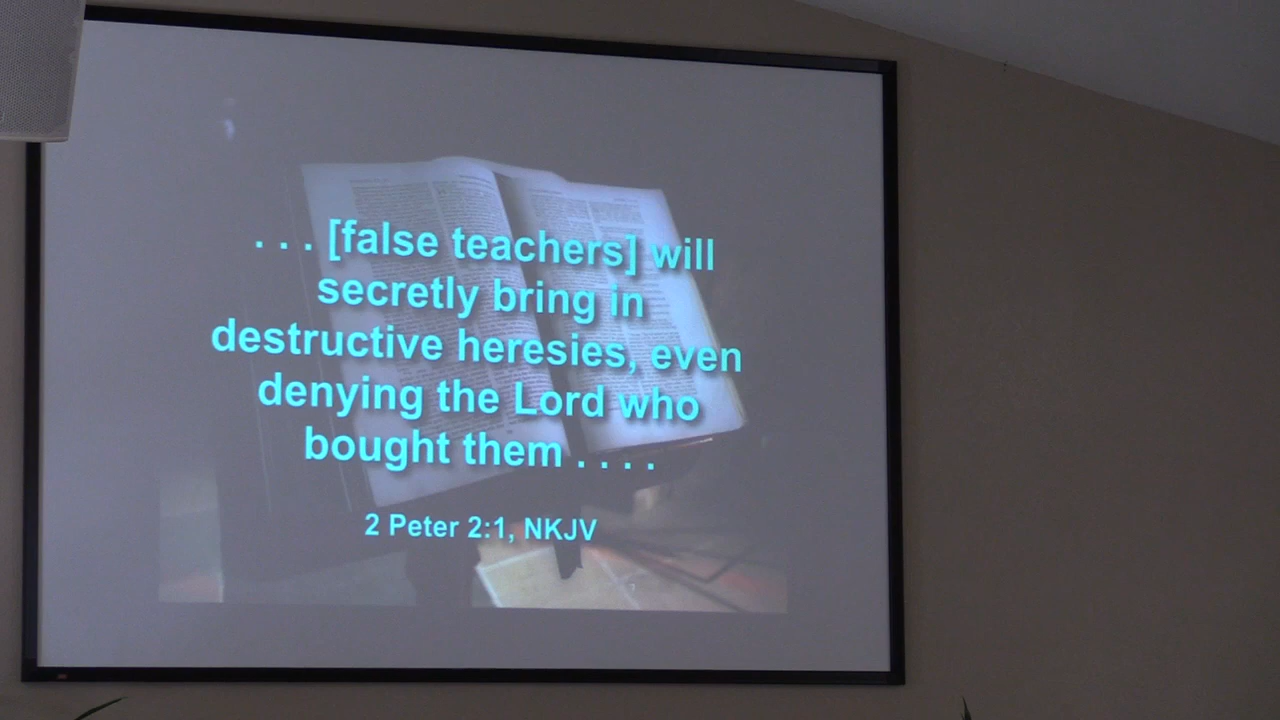 . . . [false teachers] will
secretly bring in
destructive heresies, even
denying the Lord who
bought them . . . .
2 Peter 2:1, NKJV